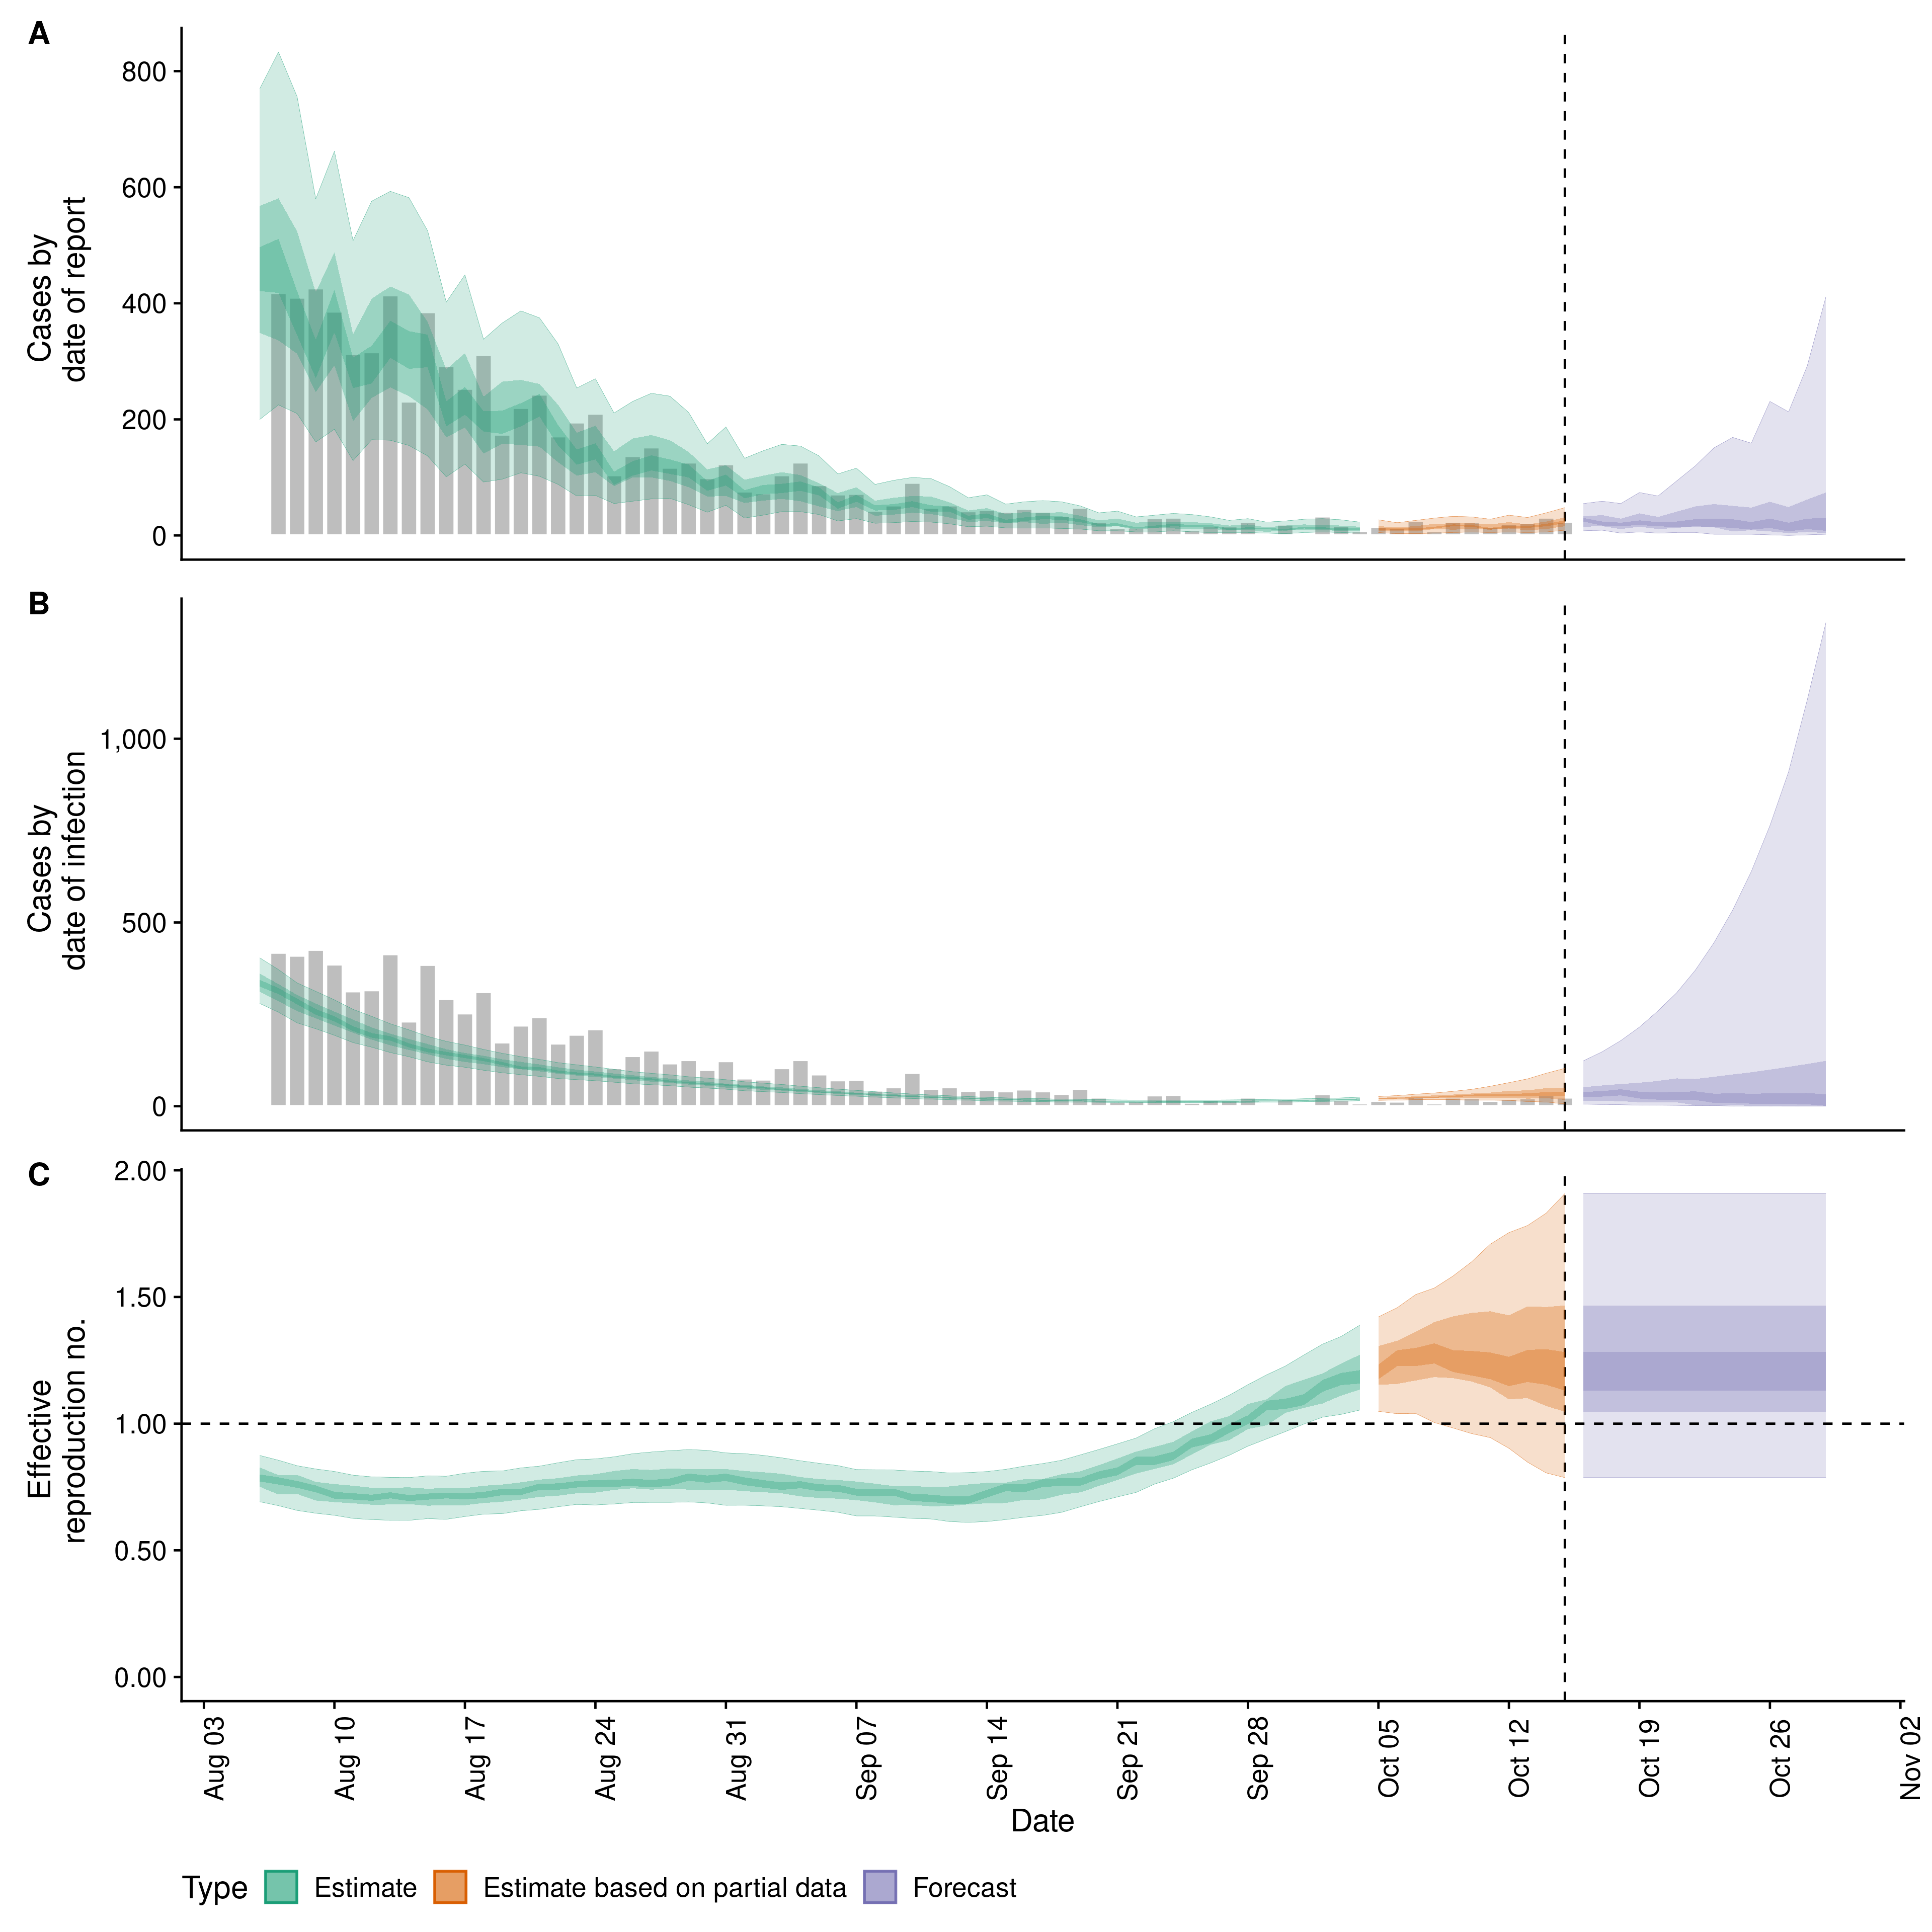 A
Cases by
date of report
800
600
400
200
0
B
Cases by
date of infection
1,000
500
0
C
Effective
reproduction no.
2.00
1.50
1.00
0.50
0.00
Aug 03
Aug 10
Aug 17
Aug 24
Aug 31
Sep 07
Sep 14
Sep 21
Sep 28
Oct 05
Oct 12
Oct 19
Oct 26
Nov 02
Date
Type Estimate Estimate based on partial data Forecast